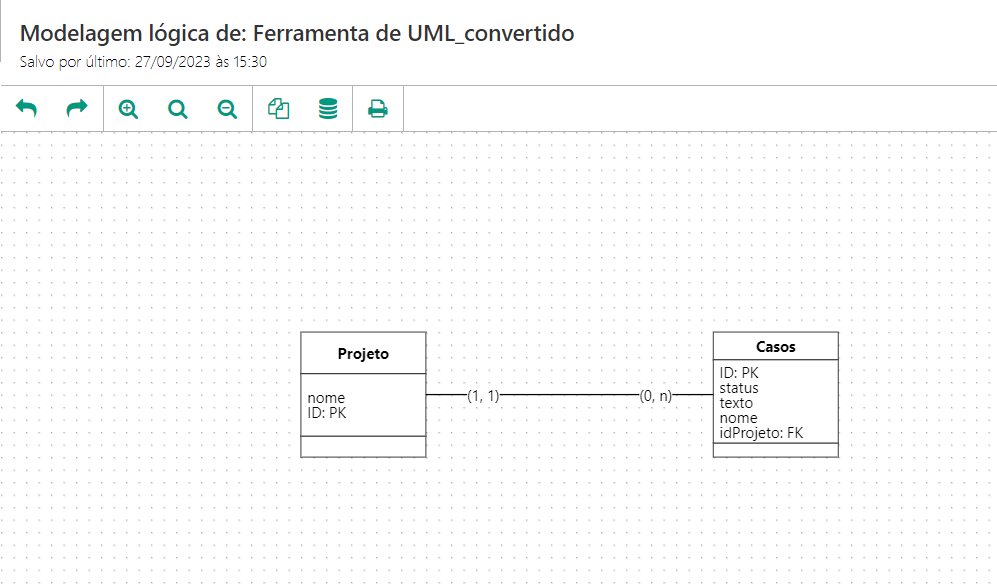 Modelagem lógica de: Ferramenta de UML_convertido
Salvo por último: 27/09/2023 às 15:30
Projeto
nome
ID: PK
(1, 1)
(0, n)
Casos
ID: PK
status
texto
nome
idProjeto: FK